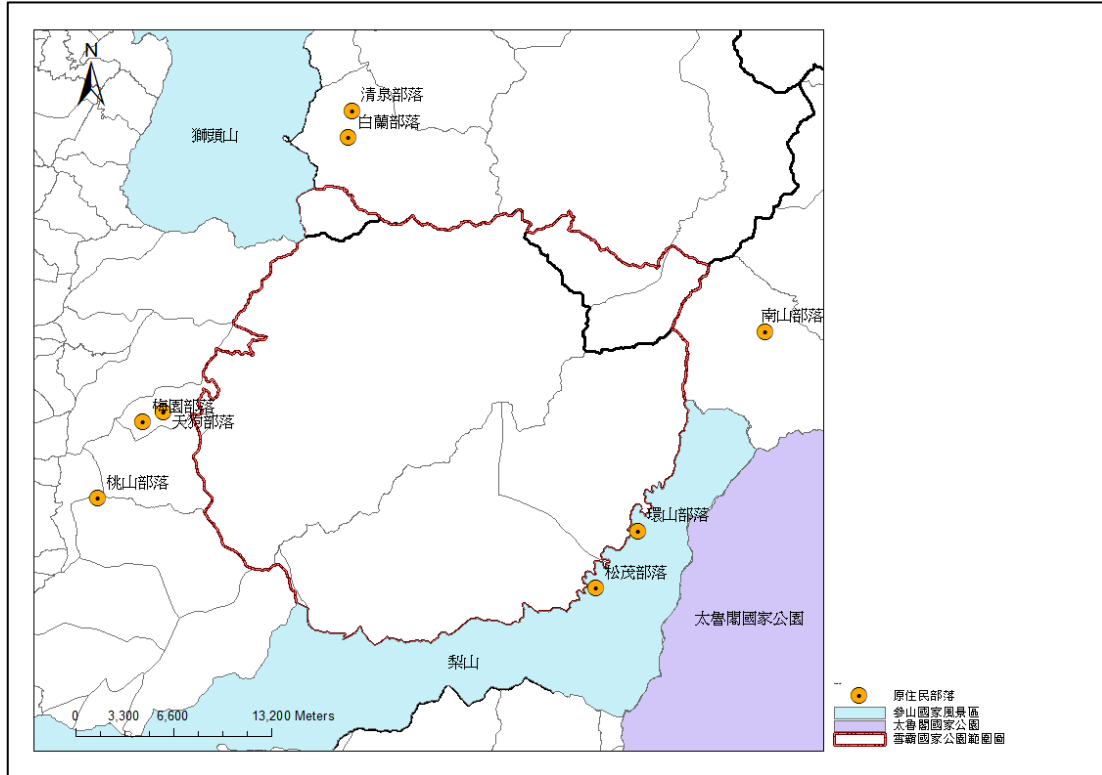 N
清泉部落
白蘭部落
獅頭山
南山部落
梅園部落
天狗部落
桃山部落
環山部落
松茂部落
太魯閣國家公園
梨山
0 3,300 6,600 13,200 Meters
原住民部落
參山國家風景區
太魯閣國家公園
雪霸國家公園範圍圖